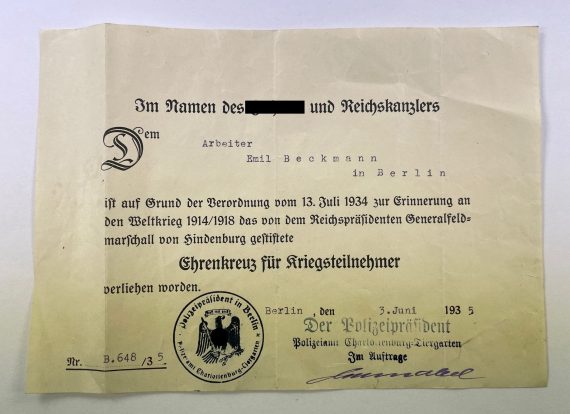 Im Namen des und Reichskanzlers
Dem
Arbeiter
Emil Beckmann
in Berlin
ist auf Grund der Verordnung vom 13. Juli 1934 zur Erinnerung an
den Weltkrieg 1914/1918 das von dem Reichspräsidenten Generalfeld-
marschall von Hindenburg gestiftete
Ehrenkreuz für Kriegsteilnehmer
verliehen worden.
Berlin, den 3. Juni 1935
Der Polizeipräsident
Polizeiamt Charlottenburg-Tiergarten
Im Auftrage
Polizeipräsident in Berlin
Charlottenburg-Tiergarten
Nr. B.648 /35